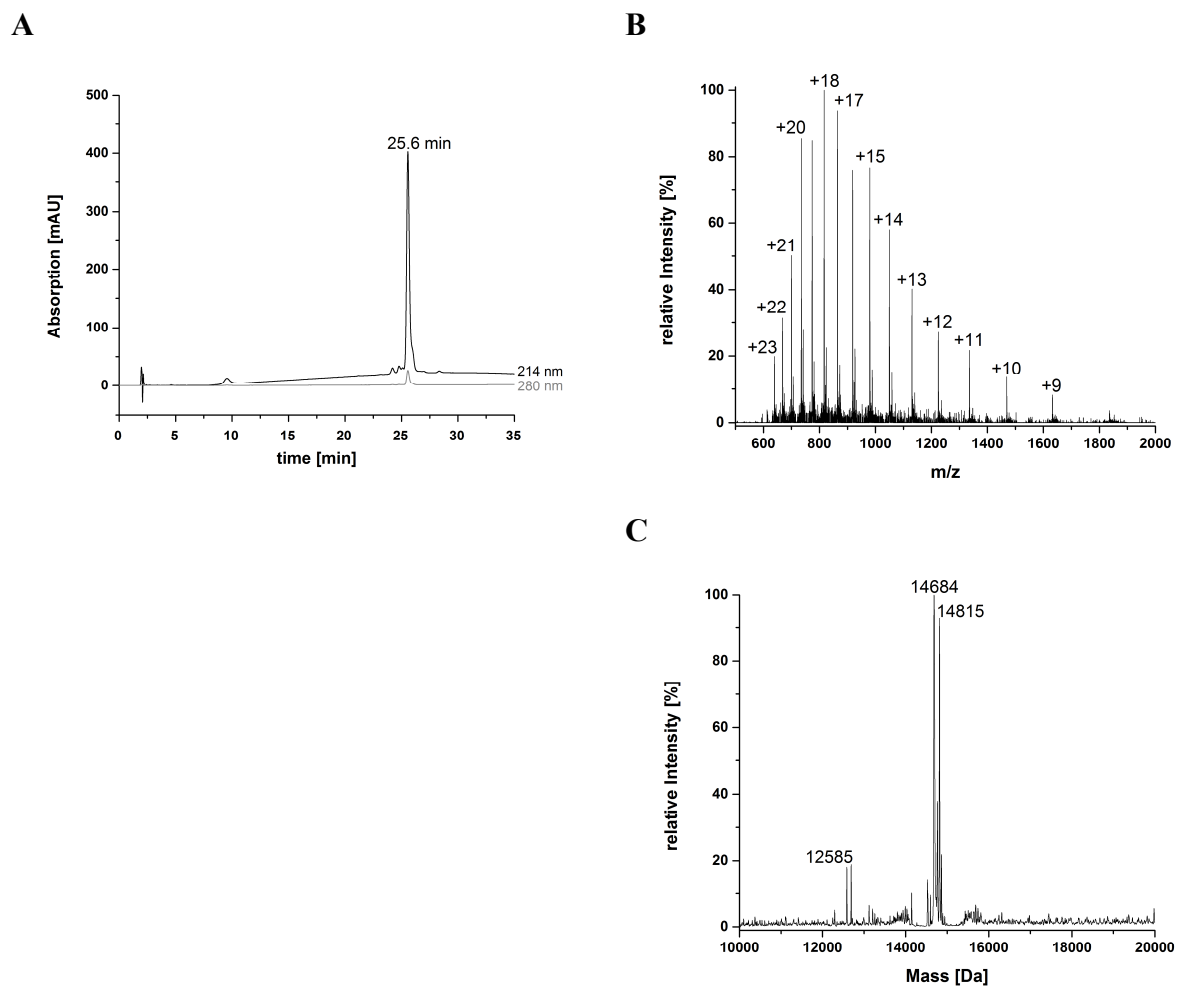 A
500
400
300
200
100
0
Absorption [mAU]
25.6 min
214 nm
280 nm
0 5 10 15 20 25 30 35
time [min]
B
100
80
60
40
20
0
relative Intensity [%]
+18
+17
+20
+15
+14
+21
+13
+22
+12
+11
+23
+10
+9
600 800 1000 1200 1400 1600 1800 2000
m/z
C
100
80
60
40
20
0
relative Intensity [%]
14684
14815
12585
10000 12000 14000 16000 18000 20000
Mass [Da]